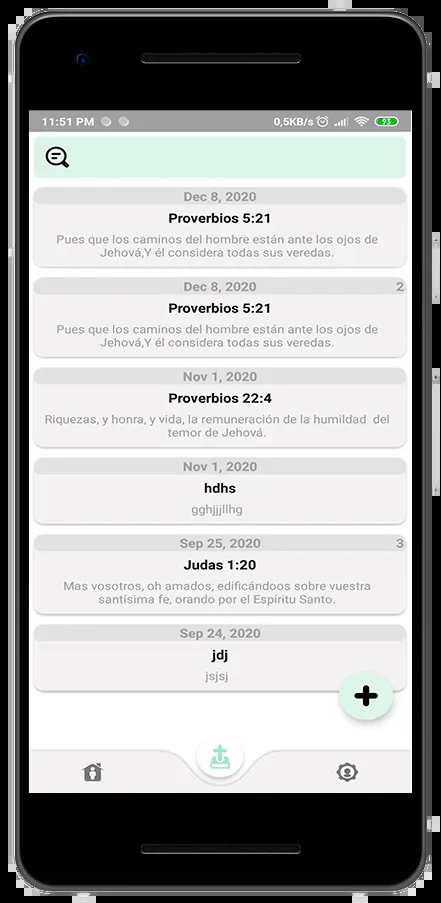 11:51 PM 0,5KB/s 93
Dec 8, 2020
Proverbios 5:21
Pues que los caminos del hombre están ante los ojos de
Jehová,Y él considera todas sus veredas.
Dec 8, 2020 2
Proverbios 5:21
Pues que los caminos del hombre están ante los ojos de
Jehová,Y él considera todas sus veredas.
Nov 1, 2020
Proverbios 22:4
Riquezas, y honra, y vida, la remuneración de la humildad del
temor de Jehová.
Nov 1, 2020
hdhs
gghjjjllhg
Sep 25, 2020 3
Judas 1:20
Mas vosotros, oh amados, edificándoos sobre vuestra
santísima fe, orando por el Espíritu Santo.
Sep 24, 2020
jdj
jsjsj